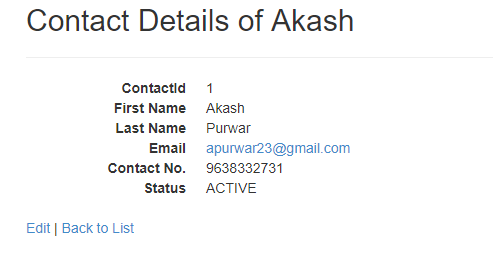 Contact Details of Akash
ContactId 1
First Name Akash
Last Name Purwar
Email apurwar23@gmail.com
Contact No. 9638332731
Status ACTIVE
Edit | Back to List